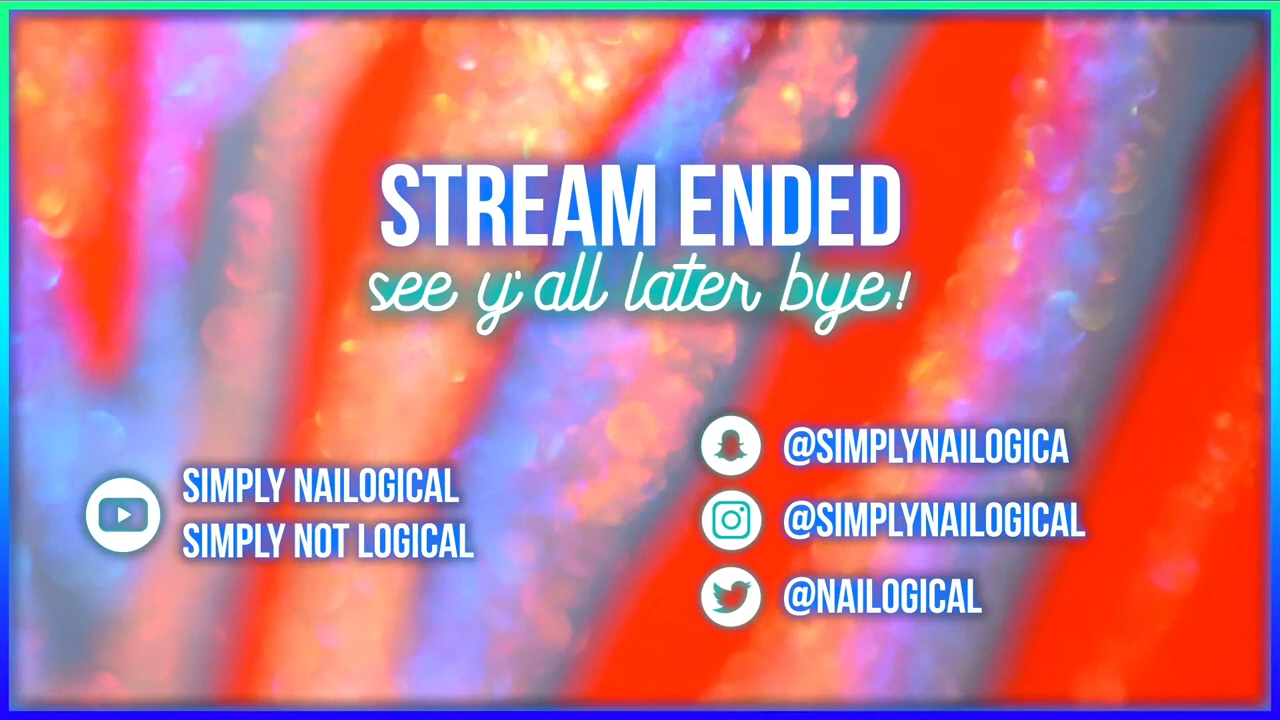 STREAM ENDED
see y'all later bye!
SIMPLY NAILOGICAL
SIMPLY NOT LOGICAL
@SIMPLYNAILOGICA
@SIMPLYNAILOGICAL
@NAILOGICAL